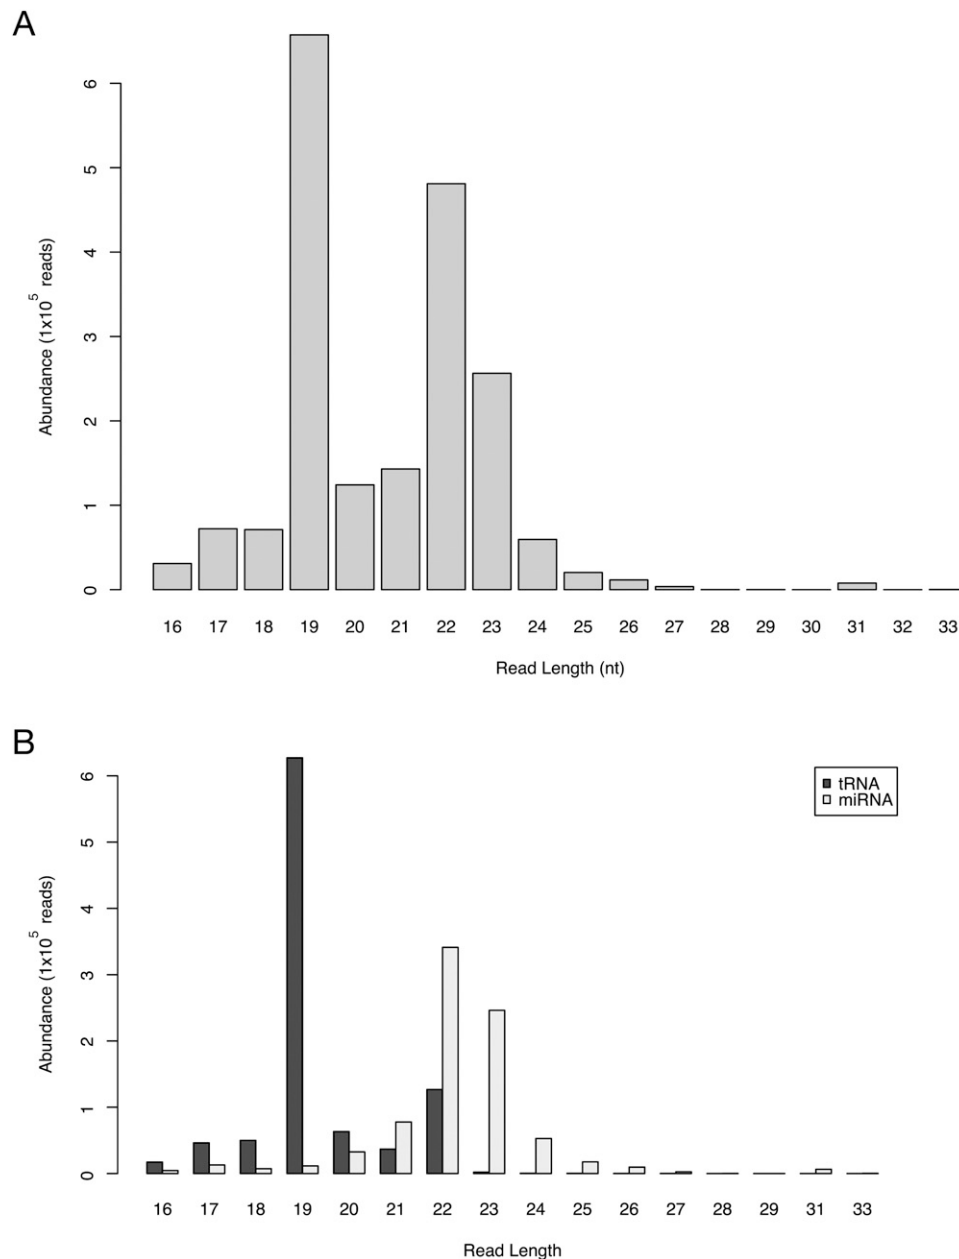 A
6
5
4
3
2
1
0
Abundance (1x10^5 reads)
16 17 18 19 20 21 22 23 24 25 26 27 28 29 30 31 32 33
Read Length (nt)
B
tRNA
miRNA
6
5
4
3
2
1
0
Abundance (1x10^5 reads)
16 17 18 19 20 21 22 23 24 25 26 27 28 29 31 33
Read Length